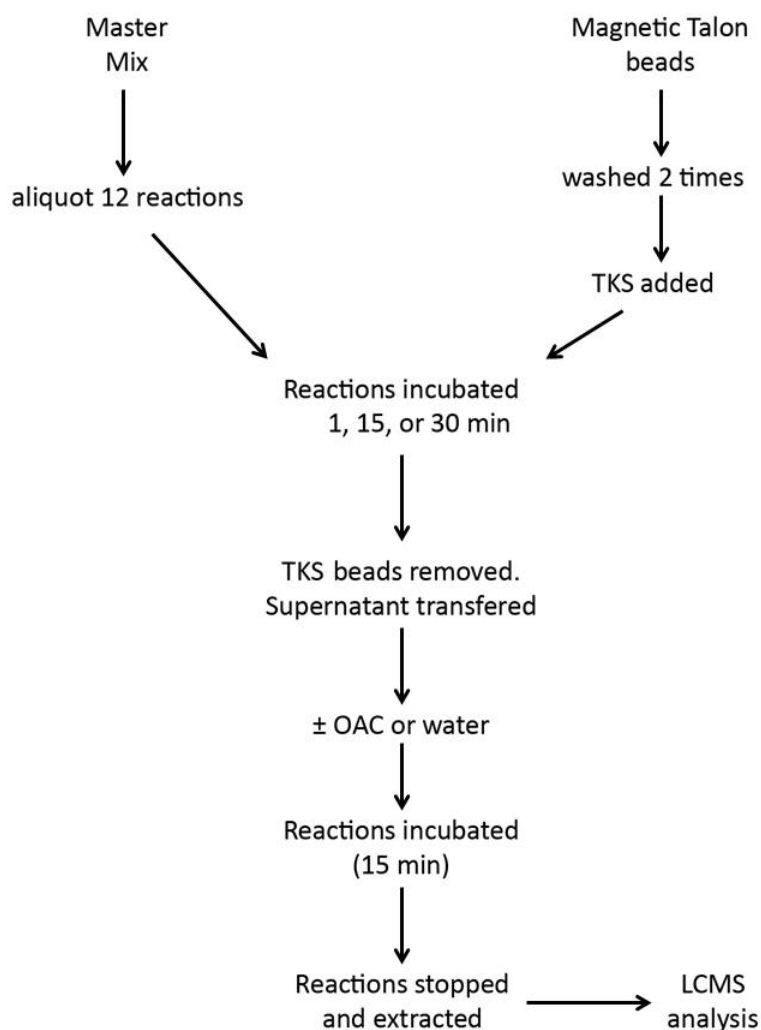 Master
Mix
Magnetic Talon
beads
aliquot 12 reactions
washed 2 times
TKS added
Reactions incubated
1, 15, or 30 min
TKS beads removed.
Supernatant transfered
± OAC or water
Reactions incubated
(15 min)
Reactions stopped
and extracted
LCMS
analysis